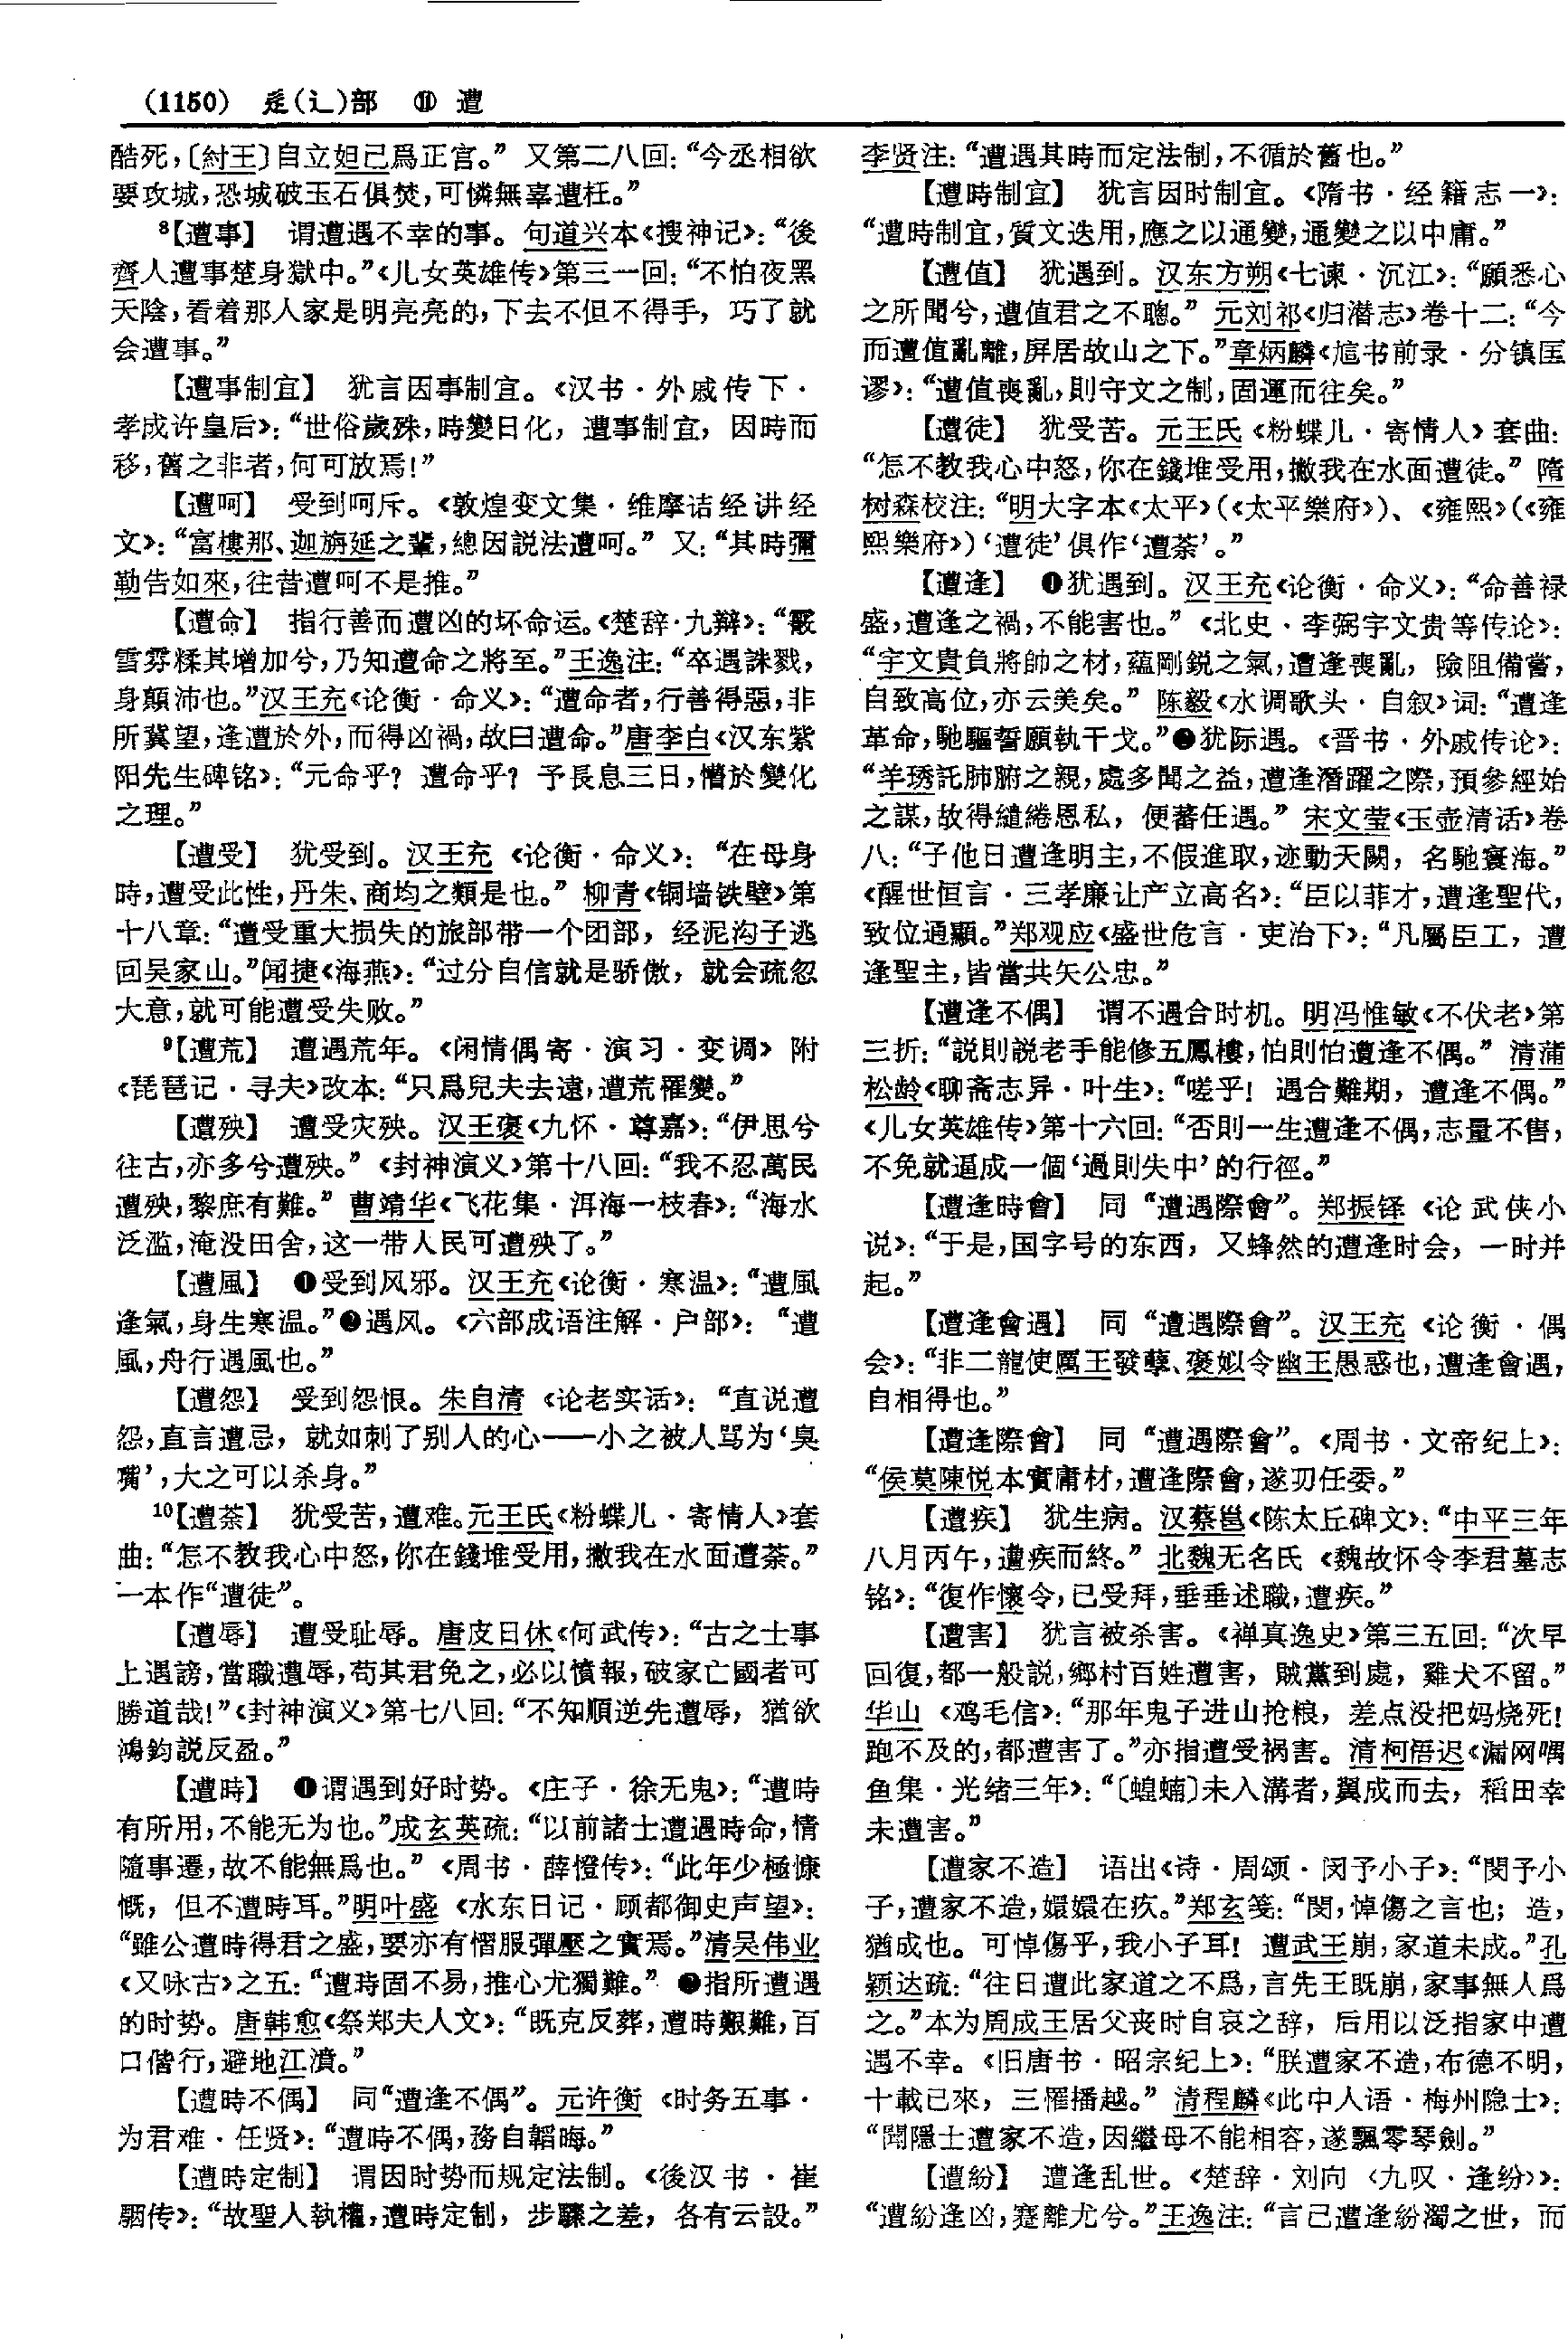 (1150) 辵(辶)部 ⑪ 遭
酷死，〔紂王〕自立妲己爲正宫。”又第二八回：“今丞相欲
要攻城，恐城破玉石俱焚，可憐無辜遭枉。”
8【遭事】 谓遭遇不幸的事。句道兴本《搜神记》：“後
齊人遭事楚身獄中。”《儿女英雄传》第三一回：“不怕夜黑
天陰，看着那人家是明亮亮的，下去不但不得手，巧了就
会遭事。”
【遭事制宜】 犹言因事制宜。《汉书·外戚传下·
孝成许皇后》：“世俗歲殊，時變日化，遭事制宜，因時而
移，舊之非者，何可放焉！”
【遭呵】 受到呵斥。《敦煌变文集·维摩诘经讲经
文》：“富樓那、迦旃延之輩，總因説法遭呵。”又：“其時彌
勒告如來，往昔遭呵不是推。”
【遭命】 指行善而遭凶的坏命运。《楚辞·九辩》：“霰
雪雰糅其增加兮，乃知遭命之將至。”王逸注：“卒遇誅戮，
身顛沛也。”汉王充《论衡·命义》：“遭命者，行善得惡，非
所冀望，逢遭於外，而得凶禍，故曰遭命。”唐李白《汉东紫
阳先生碑铭》：“元命乎？遭命乎？予長息三日，懵於變化
之理。”
【遭受】 犹受到。汉王充《论衡·命义》：“在母身
時，遭受此性，丹朱、商均之類是也。”柳青《铜墙铁壁》第
十八章：“遭受重大损失的旅部带一个团部，经泥沟子逃
回吴家山。”闻捷《海燕》：“过分自信就是骄傲，就会疏忽
大意，就可能遭受失败。”
9【遭荒】 遭遇荒年。《闲情偶寄·演习·变调》附
《琵琶记·寻夫》改本：“只爲兒夫去遠，遭荒罹變。”
【遭殃】 遭受灾殃。汉王褒《九怀·尊嘉》：“伊思兮
往古，亦多兮遭殃。”《封神演义》第十八回：“我不忍萬民
遭殃，黎庶有難。”曹靖华《飞花集·洱海一枝春》：“海水
泛滥，淹没田舍，这一带人民可遭殃了。”
【遭風】 ❶受到风邪。汉王充《论衡·寒温》：“遭風
逢氣，身生寒温。”❷遇风。《六部成语注解·户部》：“遭
風，舟行遇風也。”
【遭怨】 受到怨恨。朱自清《论老实话》：“直说遭
怨，直言遭忌，就如刺了别人的心——小之被人骂为‘臭
嘴’，大之可以杀身。”
10【遭荼】 犹受苦，遭难。元王氏《粉蝶儿·寄情人》套
曲：“怎不教我心中怒，你在錢堆受用，撇我在水面遭荼。”
一本作“遭徒”。
【遭辱】 遭受耻辱。唐皮日休《何武传》：“古之士事
上遇謗，當職遭辱，苟其君免之，必以憤報，破家亡國者可
勝道哉！”《封神演义》第七八回：“不知順逆先遭辱，猶欲
鴻鈞説反盈。”
【遭時】 ❶谓遇到好时势。《庄子·徐无鬼》：“遭時
有所用，不能无为也。”成玄英疏：“以前諸士遭遇時命，情
隨事遷，故不能無爲也。”《周书·薛憕传》：“此年少極慷
慨，但不遭時耳。”明叶盛《水东日记·顾都御史声望》：
“雖公遭時得君之盛，要亦有慴服彈壓之實焉。”清吴伟业
《又咏古》之五：“遭時固不易，推心尤獨難。”❷指所遭遇
的时势。唐韩愈《祭郑夫人文》：“既克反葬，遭時艱難，百
口偕行，避地江濆。”
【遭時不偶】 同“遭逢不偶”。元许衡《时务五事·
为君难·任贤》：“遭時不偶，務自韜晦。”
【遭時定制】 谓因时势而规定法制。《後汉书·崔
駰传》：“故聖人執權，遭時定制，步驟之差，各有云設。”
李贤注：“遭遇其時而定法制，不循於舊也。”
【遭時制宜】 犹言因时制宜。《隋书·经籍志一》：
“遭時制宜，質文迭用，應之以通變，通變之以中庸。”
【遭值】 犹遇到。汉东方朔《七谏·沉江》：“願悉心
之所聞兮，遭值君之不聰。”元刘祁《归潜志》卷十二：“今
而遭值亂離，屏居故山之下。”章炳麟《訄书前录·分镇匡
谬》：“遭值喪亂，則守文之制，固運而往矣。”
【遭徒】 犹受苦。元王氏《粉蝶儿·寄情人》套曲：
“怎不教我心中怒，你在錢堆受用，撇我在水面遭徒。”隋
树森校注：“明大字本《太平》（《太平樂府》）、《雍熙》（《雍
熙樂府》）‘遭徒’俱作‘遭荼’。”
【遭逢】 ❶犹遇到。汉王充《论衡·命义》：“命善禄
盛，遭逢之禍，不能害也。”《北史·李弼宇文贵等传论》：
“宇文貴負將帥之材，藴剛鋭之氣，遭逢喪亂，險阻備嘗，
自致高位，亦云美矣。”陈毅《水调歌头·自叙》词：“遭逢
革命，馳驅誓願執干戈。”❷犹际遇。《晋书·外戚传论》：
“羊琇託肺腑之親，處多聞之益，遭逢潛躍之際，預參經始
之謀，故得繾綣恩私，便蕃任遇。”宋文莹《玉壶清话》卷
八：“子他日遭逢明主，不假進取，迹動天闕，名馳寰海。”
《醒世恒言·三孝廉让产立高名》：“臣以菲才，遭逢聖代，
致位通顯。”郑观应《盛世危言·吏治下》：“凡屬臣工，遭
逢聖主，皆當共矢公忠。”
【遭逢不偶】 谓不遇合时机。明冯惟敏《不伏老》第
三折：“説則説老手能修五鳳樓，怕則怕遭逢不偶。”清蒲
松龄《聊斋志异·叶生》：“嗟乎！遇合難期，遭逢不偶。”
《儿女英雄传》第十六回：“否則一生遭逢不偶，志量不售，
不免就逼成一個‘過則失中’的行徑。”
【遭逢時會】 同“遭遇際會”。郑振铎《论武侠小
说》：“于是，国字号的东西，又蜂然的遭逢时会，一时并
起。”
【遭逢會遇】 同“遭遇際會”。汉王充《论衡·偶
会》：“非二龍使厲王發孽、褒姒令幽王愚惑也，遭逢會遇，
自相得也。”
【遭逢際會】 同“遭遇際會”。《周书·文帝纪上》：
“侯莫陳悦本實庸材，遭逢際會，遂叨任委。”
【遭疾】 犹生病。汉蔡邕《陈太丘碑文》：“中平三年
八月丙午，遭疾而終。”北魏无名氏《魏故怀令李君墓志
铭》：“復作懷令，已受拜，垂垂述職，遭疾。”
【遭害】 犹言被杀害。《禅真逸史》第三五回：“次早
回復，都一般説，鄉村百姓遭害，賊黨到處，雞犬不留。”
华山《鸡毛信》：“那年鬼子进山抢粮，差点没把妈烧死！
跑不及的，都遭害了。”亦指遭受祸害。清柯悟迟《漏网喁
鱼集·光绪三年》：“〔蝗蝻〕未入溝者，翼成而去，稻田幸
未遭害。”
【遭家不造】 语出《诗·周颂·闵予小子》：“閔予小
子，遭家不造，嬛嬛在疚。”郑玄笺：“閔，悼傷之言也；造，
猶成也。可悼傷乎，我小子耳！遭武王崩，家道未成。”孔
颖达疏：“往日遭此家道之不爲，言先王既崩，家事無人爲
之。”本为周成王居父丧时自哀之辞，后用以泛指家中遭
遇不幸。《旧唐书·昭宗纪上》：“朕遭家不造，布德不明，
十載已來，三罹播越。”清程麟《此中人语·梅州隐士》：
“聞隱士遭家不造，因繼母不能相容，遂飄零琴劍。”
【遭紛】 遭逢乱世。《楚辞·刘向〈九叹·逢纷〉》：
“遭紛逢凶，蹇離尤兮。”王逸注：“言己遭逢紛濁之世，而